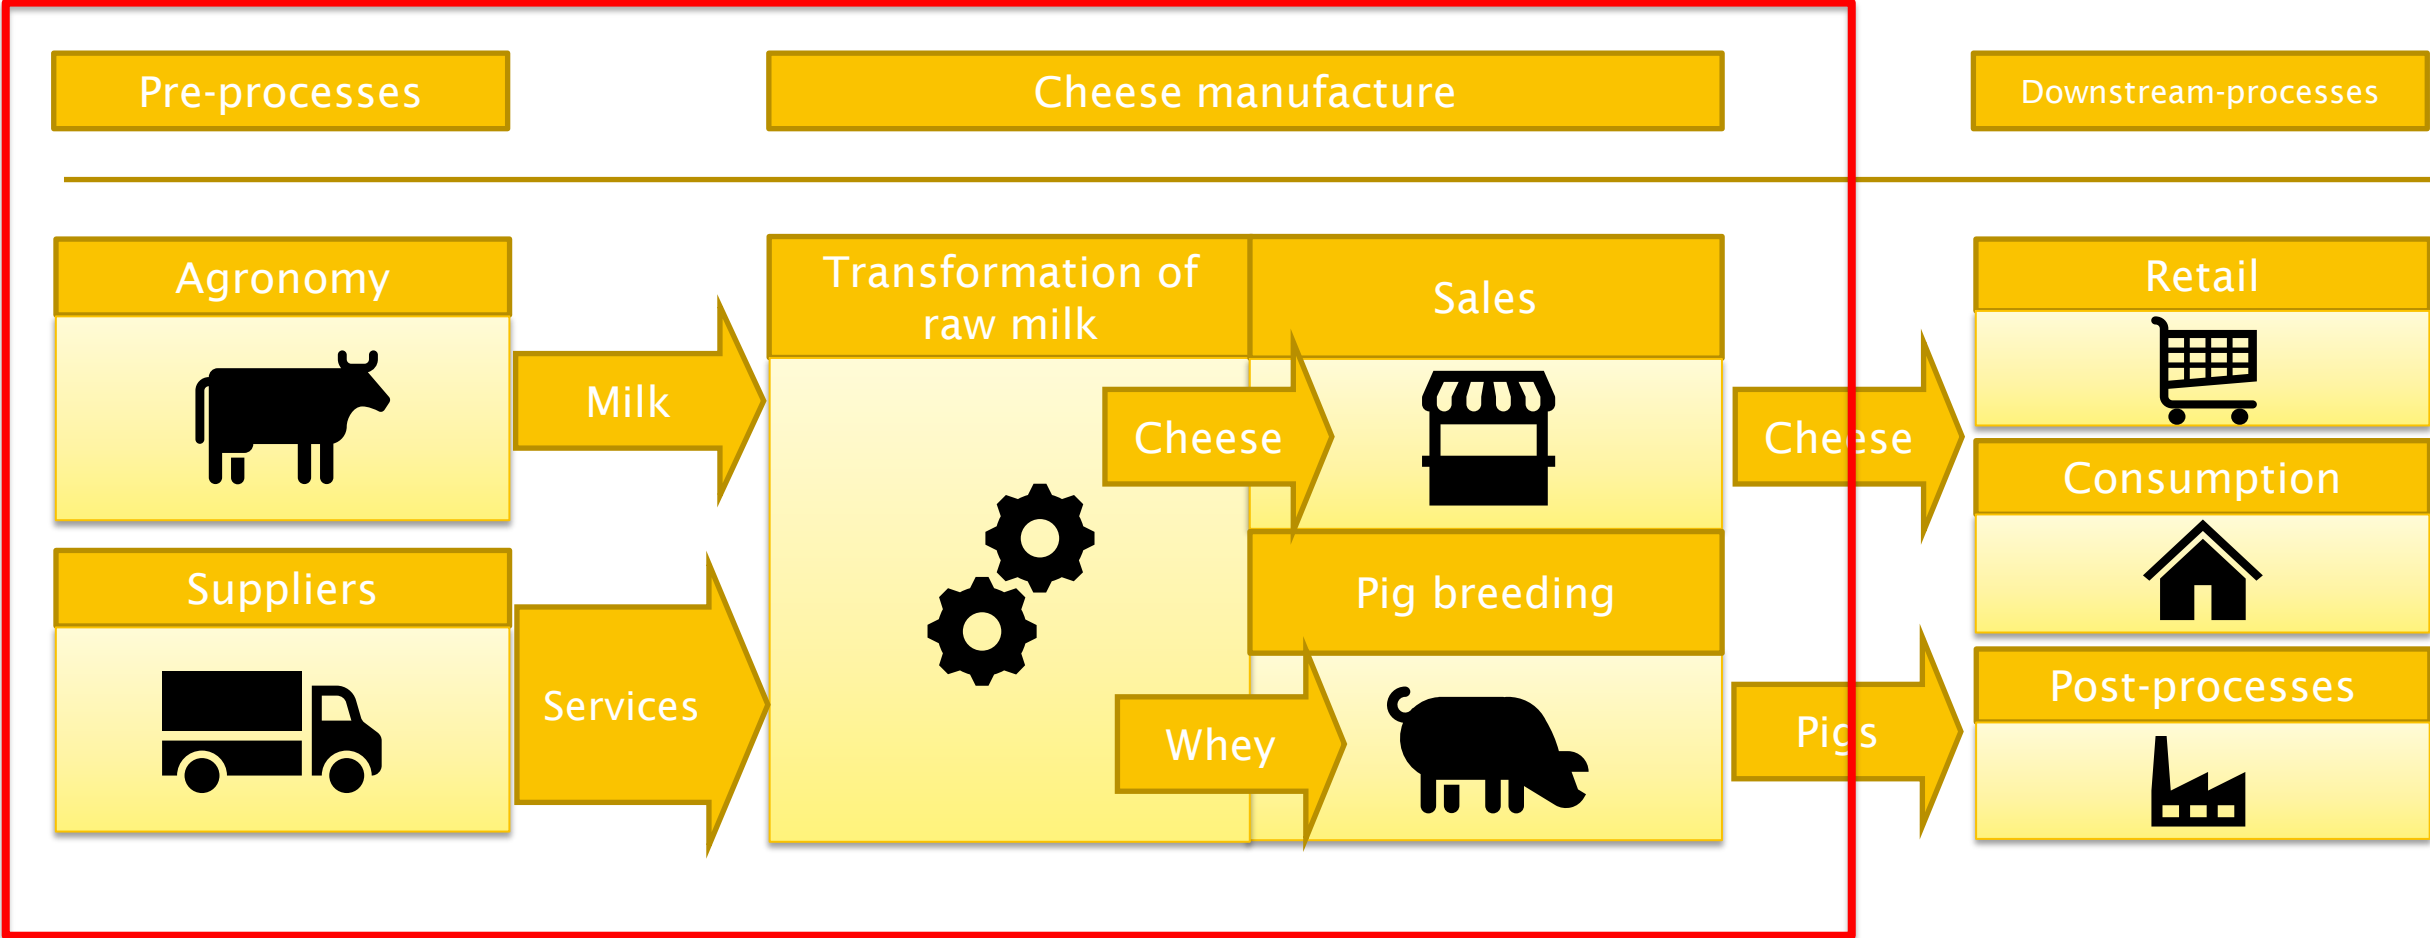 Pre-processes
Cheese manufacture
Downstream-processes
Agronomy
Milk
Suppliers
Services
Transformation of
raw milk
Cheese
Whey
Sales
Pig breeding
Cheese
Pigs
Retail
Consumption
Post-processes